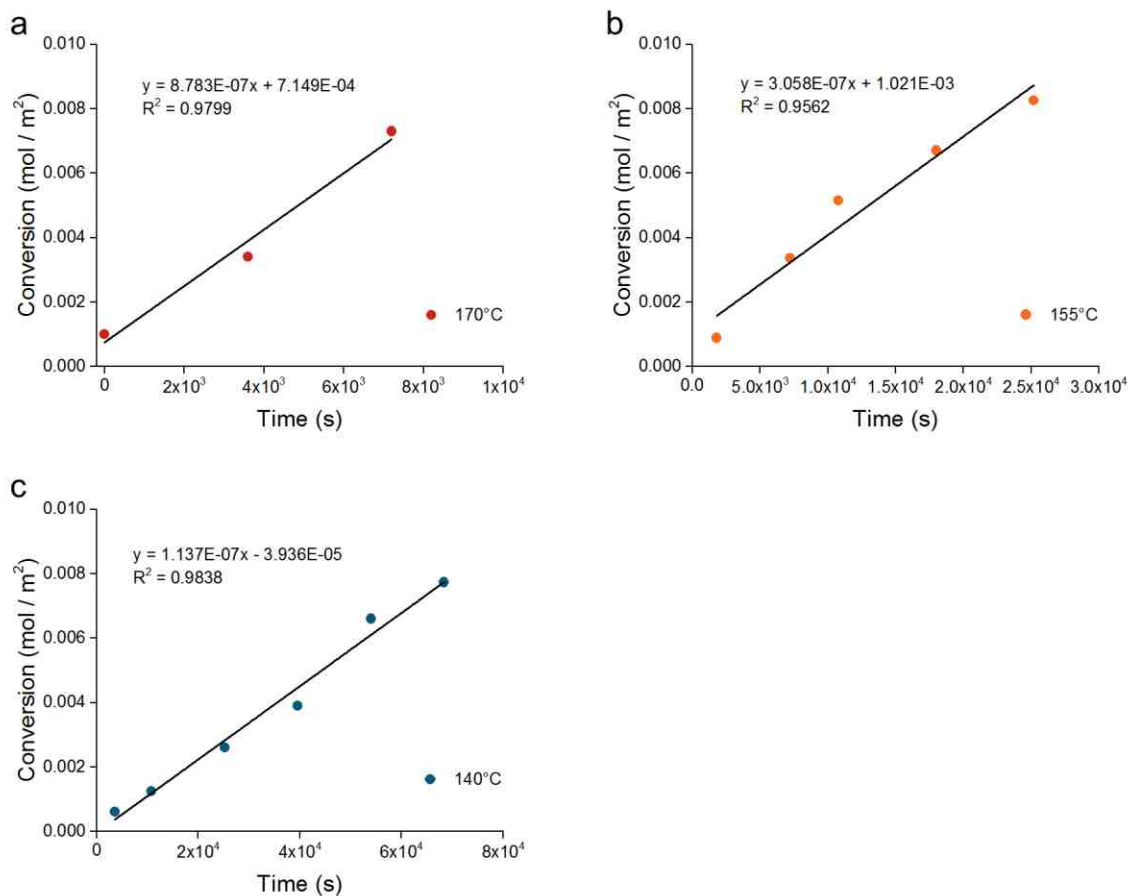 a
0.010
0.008
0.006
0.004
0.002
0.000
Conversion (mol / m²)
y = 8.783E-07x + 7.149E-04
R² = 0.9799
170°C
0
2x10³
4x10³
6x10³
8x10³
1x10⁴
Time (s)
b
0.010
0.008
0.006
0.004
0.002
0.000
Conversion (mol / m²)
y = 3.058E-07x + 1.021E-03
R² = 0.9562
155°C
0.0
5.0x10³
1.0x10⁴
1.5x10⁴
2.0x10⁴
2.5x10⁴
3.0x10⁴
Time (s)
c
0.010
0.008
0.006
0.004
0.002
0.000
Conversion (mol / m²)
y = 1.137E-07x - 3.936E-05
R² = 0.9838
140°C
0
2x10⁴
4x10⁴
6x10⁴
8x10⁴
Time (s)